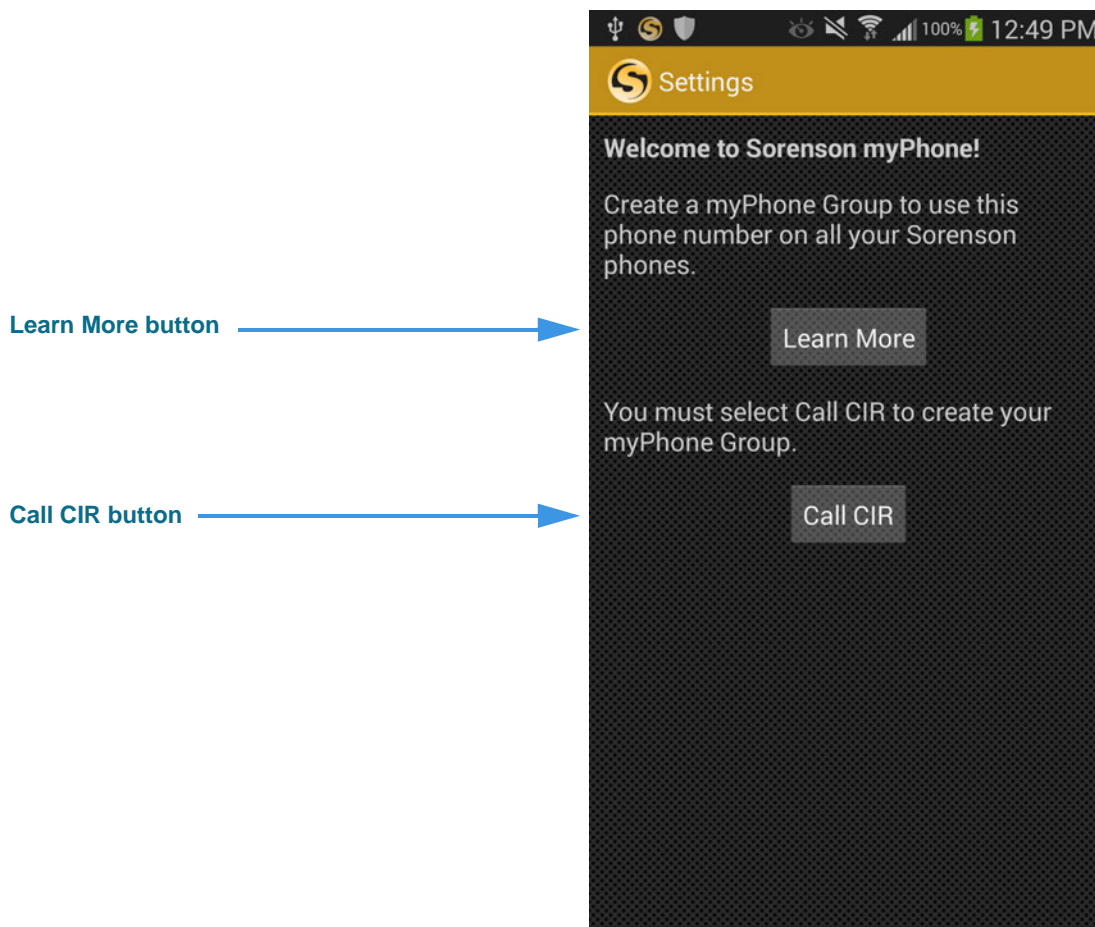 100% 12:49 PM
Settings
Welcome to Sorenson myPhone!
Create a myPhone Group to use this
phone number on all your Sorenson
phones.
Learn More button
Learn More
You must select Call CIR to create your
myPhone Group.
Call CIR button
Call CIR